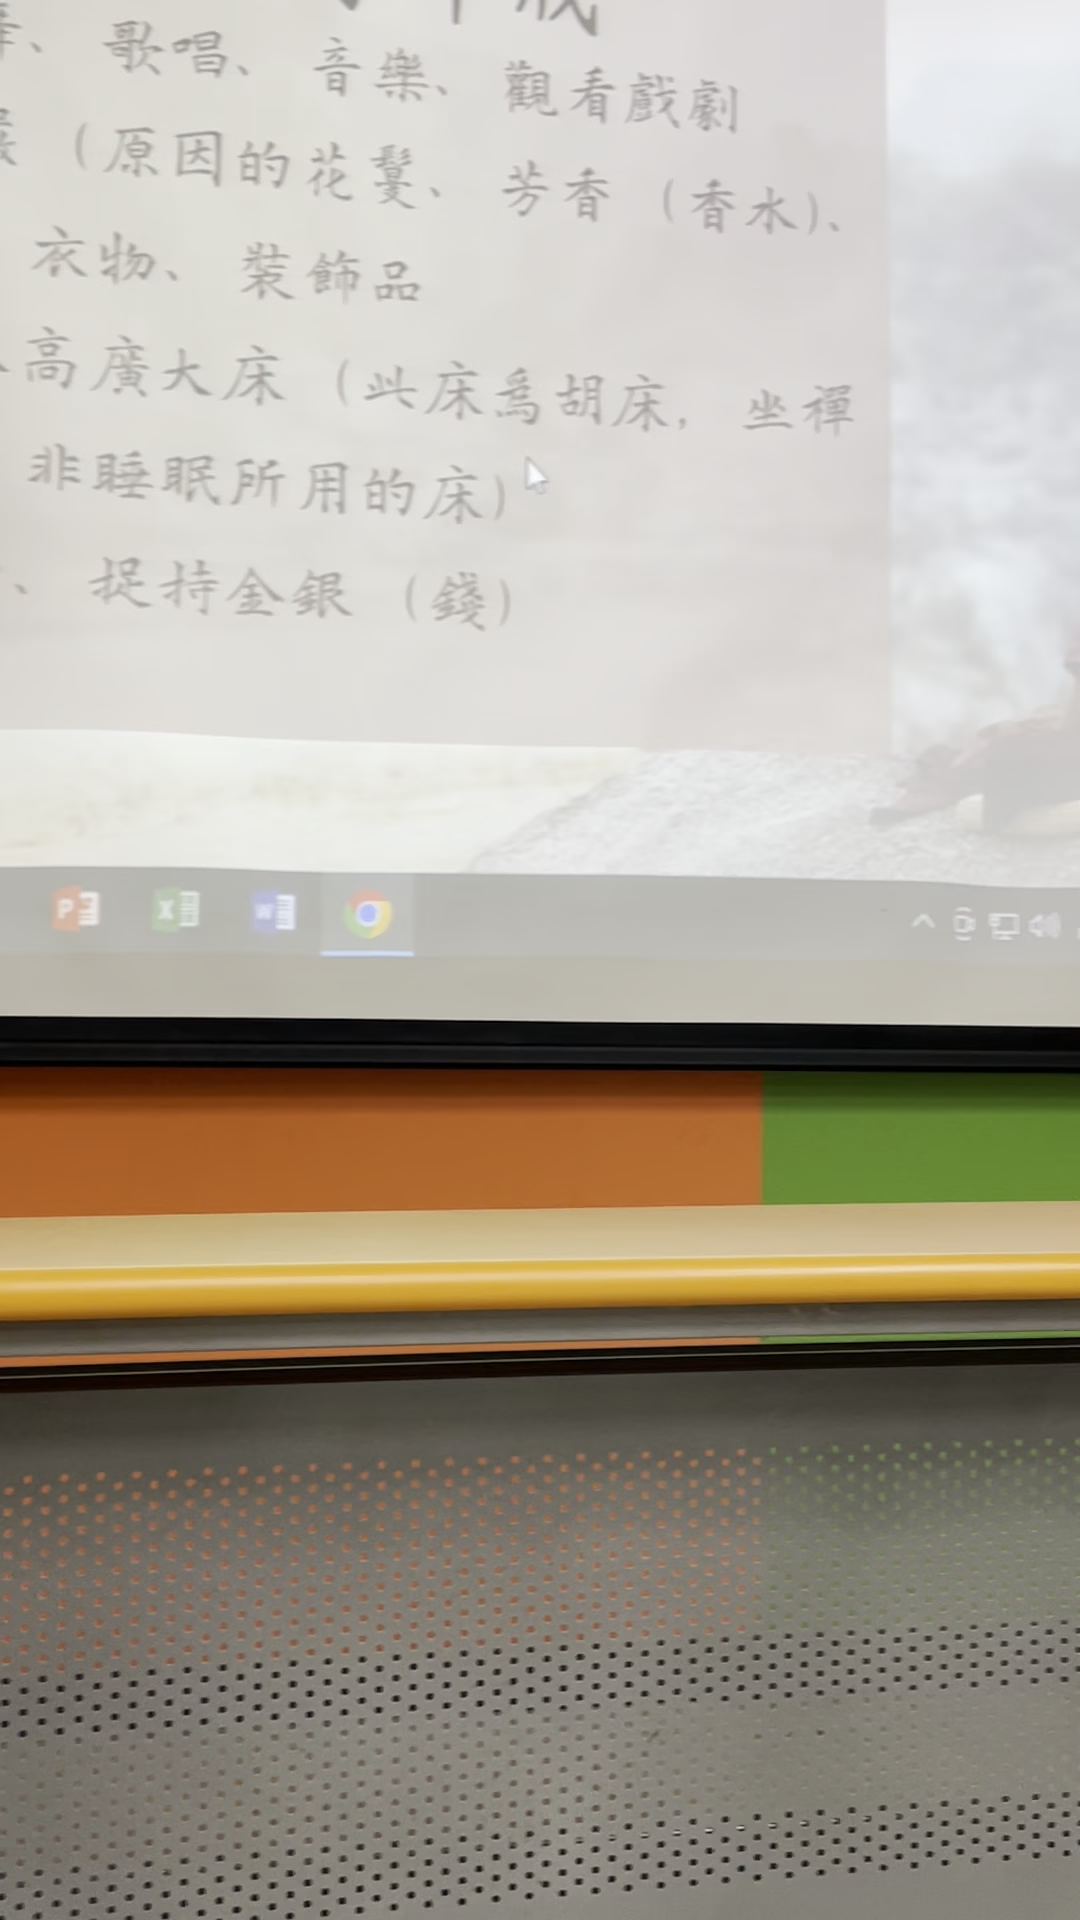 、歌唱、音樂、觀看戲劇
（原因的花鬘、芳香（香水）、
衣物、裝飾品
高廣大床（此床爲胡床, 坐禪
非睡眠所用的床）
、捉持金銀（錢）